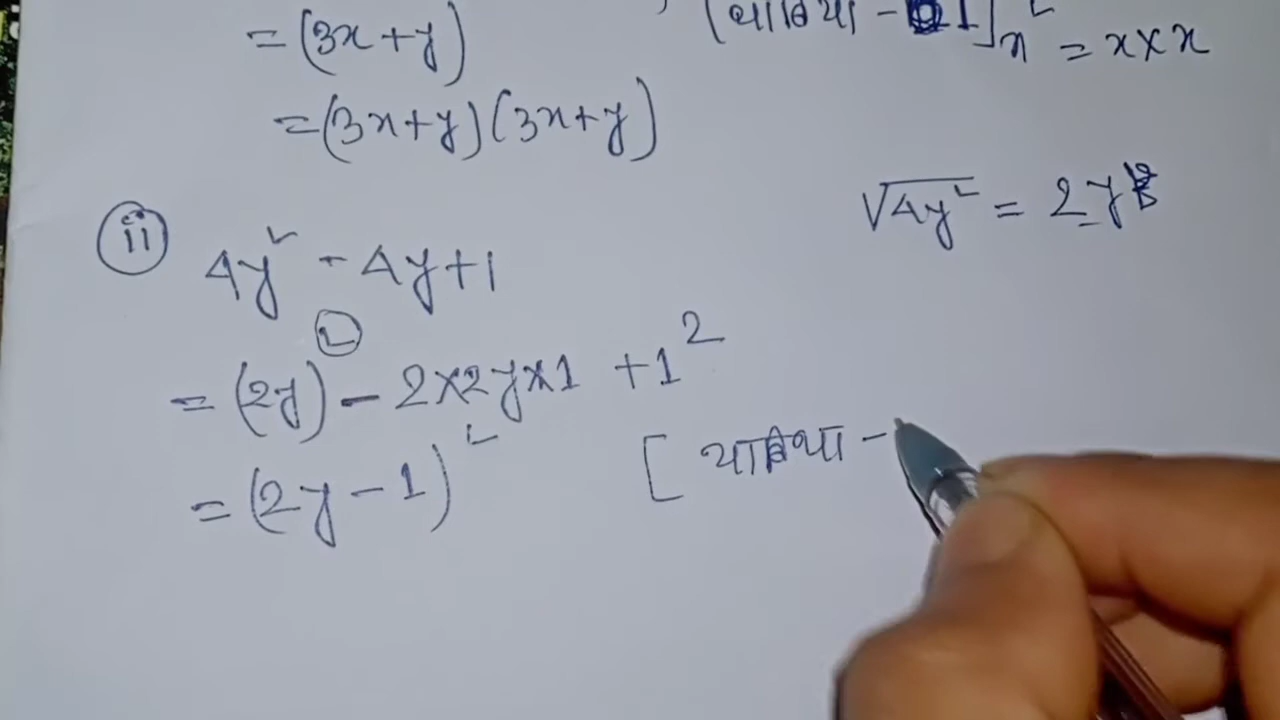 = (3x+y)
[ - 1]
x² = x×x
= (3x+y)(3x+y)
√4y² = 2y
ii 4y² - 4y+1
= (2y)² - 2×2y×1 +1²
= (2y-1)² [ -